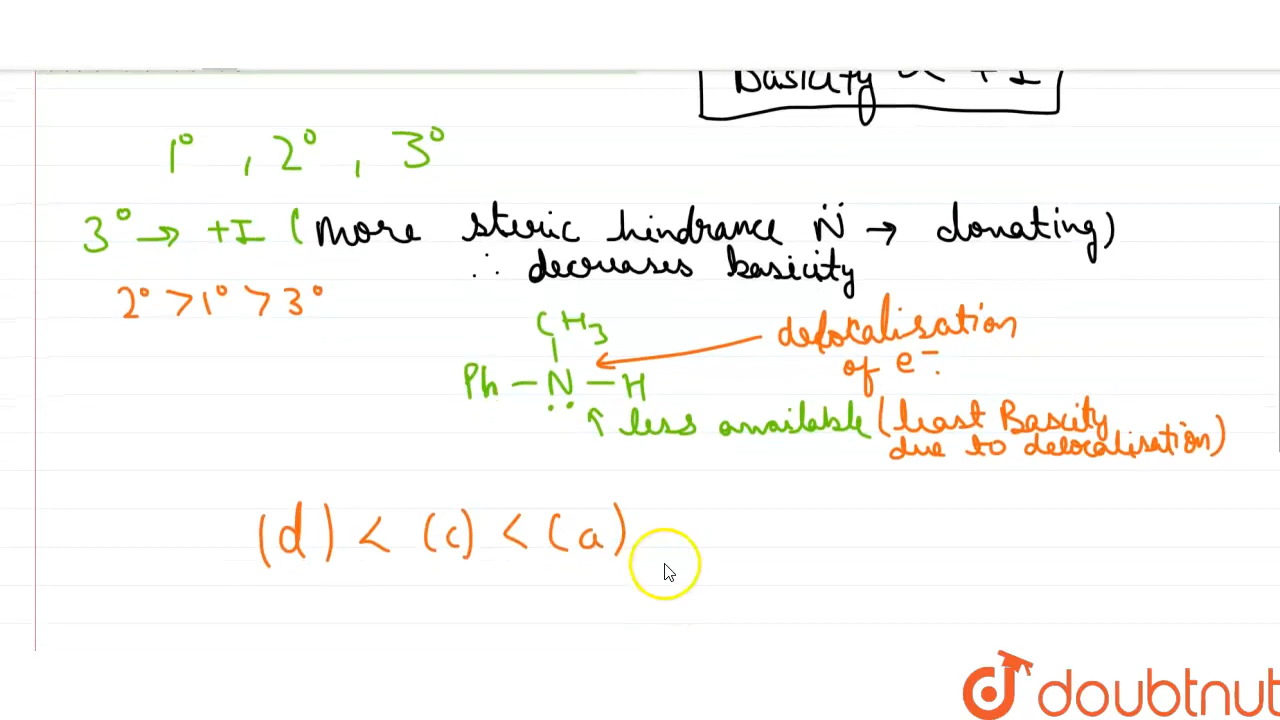 Basicity ∝ +I
1°, 2°, 3°
3° → +I (more steric hindrance N̈ → donating)
∴ decreases basicity
2° > 1° > 3°
CH3
delocalisation
of e⁻.
Ph – N – H
↑ less available (least Bascity
due to delocalisation)
(d) < (c) < (a)
doubtnut